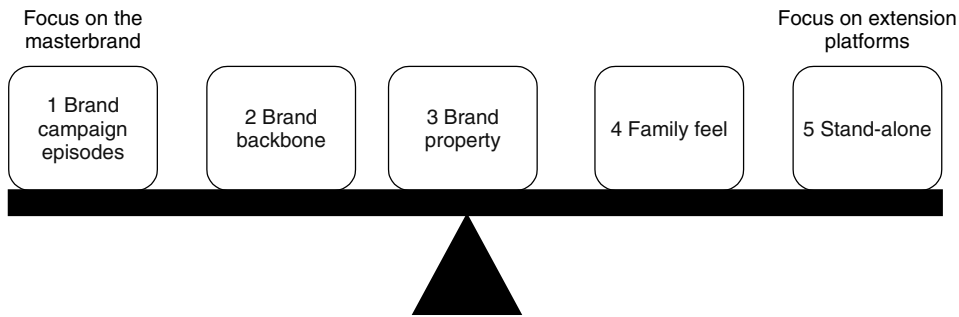 Focus on the
masterbrand
Focus on extension
platforms
1 Brand
campaign
episodes
2 Brand
backbone
3 Brand
property
4 Family feel
5 Stand-alone